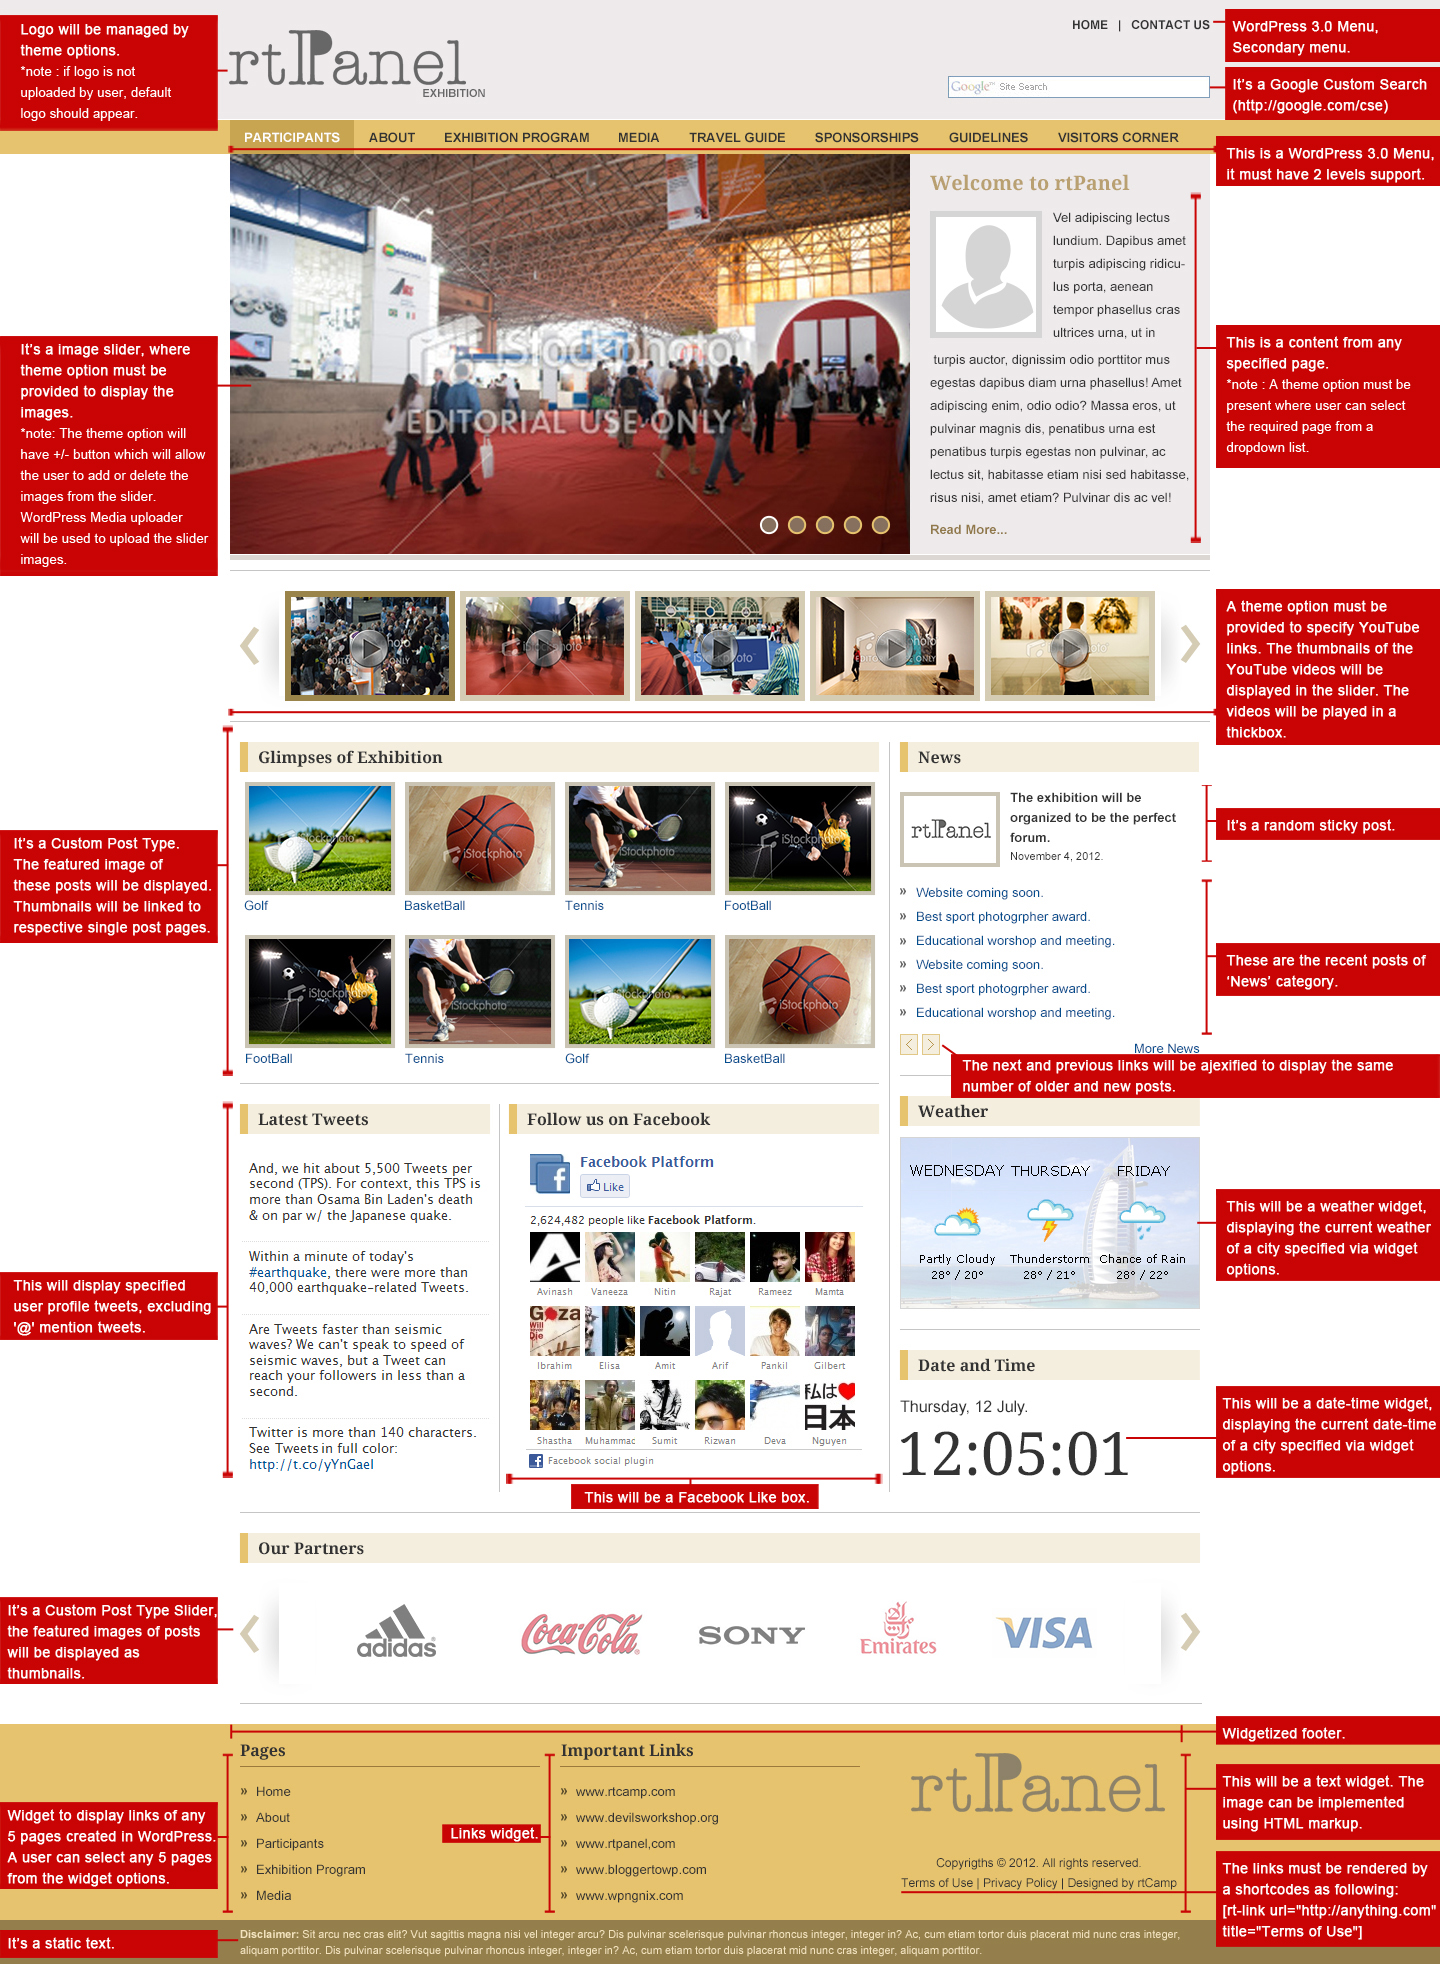 Logo will be managed by
theme options.
*note : if logo is not
uploaded by user, default
logo should appear.
rtPanel
EXHIBITION
HOME | CONTACT US
WordPress 3.0 Menu,
Secondary menu.
Google™ Site Search
It's a Google Custom Search
(http://google.com/cse)
PARTICIPANTS ABOUT EXHIBITION PROGRAM MEDIA TRAVEL GUIDE SPONSORSHIPS GUIDELINES VISITORS CORNER
This is a WordPress 3.0 Menu,
it must have 2 levels support.
It's a image slider, where
theme option must be
provided to display the
images.
*note: The theme option will
have +/- button which will allow
the user to add or delete the
images from the slider.
WordPress Media uploader
will be used to upload the slider
images.
iStockphoto
EDITORIAL USE ONLY
Welcome to rtPanel
Vel adipiscing lectus
lundium. Dapibus amet
turpis adipiscing ridicu-
lus porta, aenean
tempor phasellus cras
ultrices urna, ut in
turpis auctor, dignissim odio porttitor mus
egestas dapibus diam urna phasellus! Amet
adipiscing enim, odio odio? Massa eros, ut
pulvinar magnis dis, penatibus urna est
penatibus turpis egestas non pulvinar, ac
lectus sit, habitasse etiam nisi sed habitasse,
risus nisi, amet etiam? Pulvinar dis ac vel!
Read More...
This is a content from any
specified page.
*note : A theme option must be
present where user can select
the required page from a
dropdown list.
A theme option must be
provided to specify YouTube
links. The thumbnails of the
YouTube videos will be
displayed in the slider. The
videos will be played in a
thickbox.
Glimpses of Exhibition
iStockphoto iStockphoto iStockphoto iStockphoto
Golf BasketBall Tennis FootBall
iStockphoto iStockphoto iStockphoto iStockphoto
FootBall Tennis Golf BasketBall
It's a Custom Post Type.
The featured image of
these posts will be displayed.
Thumbnails will be linked to
respective single post pages.
News
rtPanel
The exhibition will be
organized to be the perfect
forum.
November 4, 2012.
It's a random sticky post.
» Website coming soon.
» Best sport photogrpher award.
» Educational worshop and meeting.
» Website coming soon.
» Best sport photogrpher award.
» Educational worshop and meeting.
These are the recent posts of
'News' category.
More News
The next and previous links will be ajexified to display the same
number of older and new posts.
Latest Tweets
And, we hit about 5,500 Tweets per
second (TPS). For context, this TPS is
more than Osama Bin Laden's death
& on par w/ the Japanese quake.
Within a minute of today's
#earthquake, there were more than
40,000 earthquake-related Tweets.
Are Tweets faster than seismic
waves? We can't speak to speed of
seismic waves, but a Tweet can
reach your followers in less than a
second.
Twitter is more than 140 characters.
See Tweets in full color:
http://t.co/yYnGael
This will display specified
user profile tweets, excluding
'@' mention tweets.
Follow us on Facebook
Facebook Platform
Like
2,624,482 people like Facebook Platform.
Avinash Vaneeza Nitin Rajat Rameez Mamta
Goza
Will never
Die
Ibrahim Elisa Amit Arif Pankil Gilbert
私は
日本
Shastha Muhammac Sumit Rizwan Deva Nguyen
Facebook social plugin
This will be a Facebook Like box.
Weather
WEDNESDAY THURSDAY FRIDAY
Partly Cloudy Thunderstorm Chance of Rain
28° / 20° 28° / 21° 28° / 22°
This will be a weather widget,
displaying the current weather
of a city specified via widget
options.
Date and Time
Thursday, 12 July.
12:05:01
This will be a date-time widget,
displaying the current date-time
of a city specified via widget
options.
Our Partners
adidas Coca-Cola SONY Emirates VISA
It's a Custom Post Type Slider,
the featured images of posts
will be displayed as
thumbnails.
Widgetized footer.
Pages
» Home
» About
» Participants
» Exhibition Program
» Media
Widget to display links of any
5 pages created in WordPress.
A user can select any 5 pages
from the widget options.
Important Links
» www.rtcamp.com
» www.devilsworkshop.org
» www.rtpanel,com
» www.bloggertowp.com
» www.wpngnix.com
Links widget.
rtPanel
Copyrigths © 2012. All rights reserved.
Terms of Use | Privacy Policy | Designed by rtCamp
This will be a text widget. The
image can be implemented
using HTML markup.
The links must be rendered by
a shortcodes as following:
[rt-link url="http://anything.com"
title="Terms of Use"]
It's a static text.
Disclaimer: Sit arcu nec cras elit? Vut sagittis magna nisi vel integer arcu? Dis pulvinar scelerisque pulvinar rhoncus integer, integer in? Ac, cum etiam tortor duis placerat mid nunc cras integer,
aliquam porttitor. Dis pulvinar scelerisque pulvinar rhoncus integer, integer in? Ac, cum etiam tortor duis placerat mid nunc cras integer, aliquam porttitor.